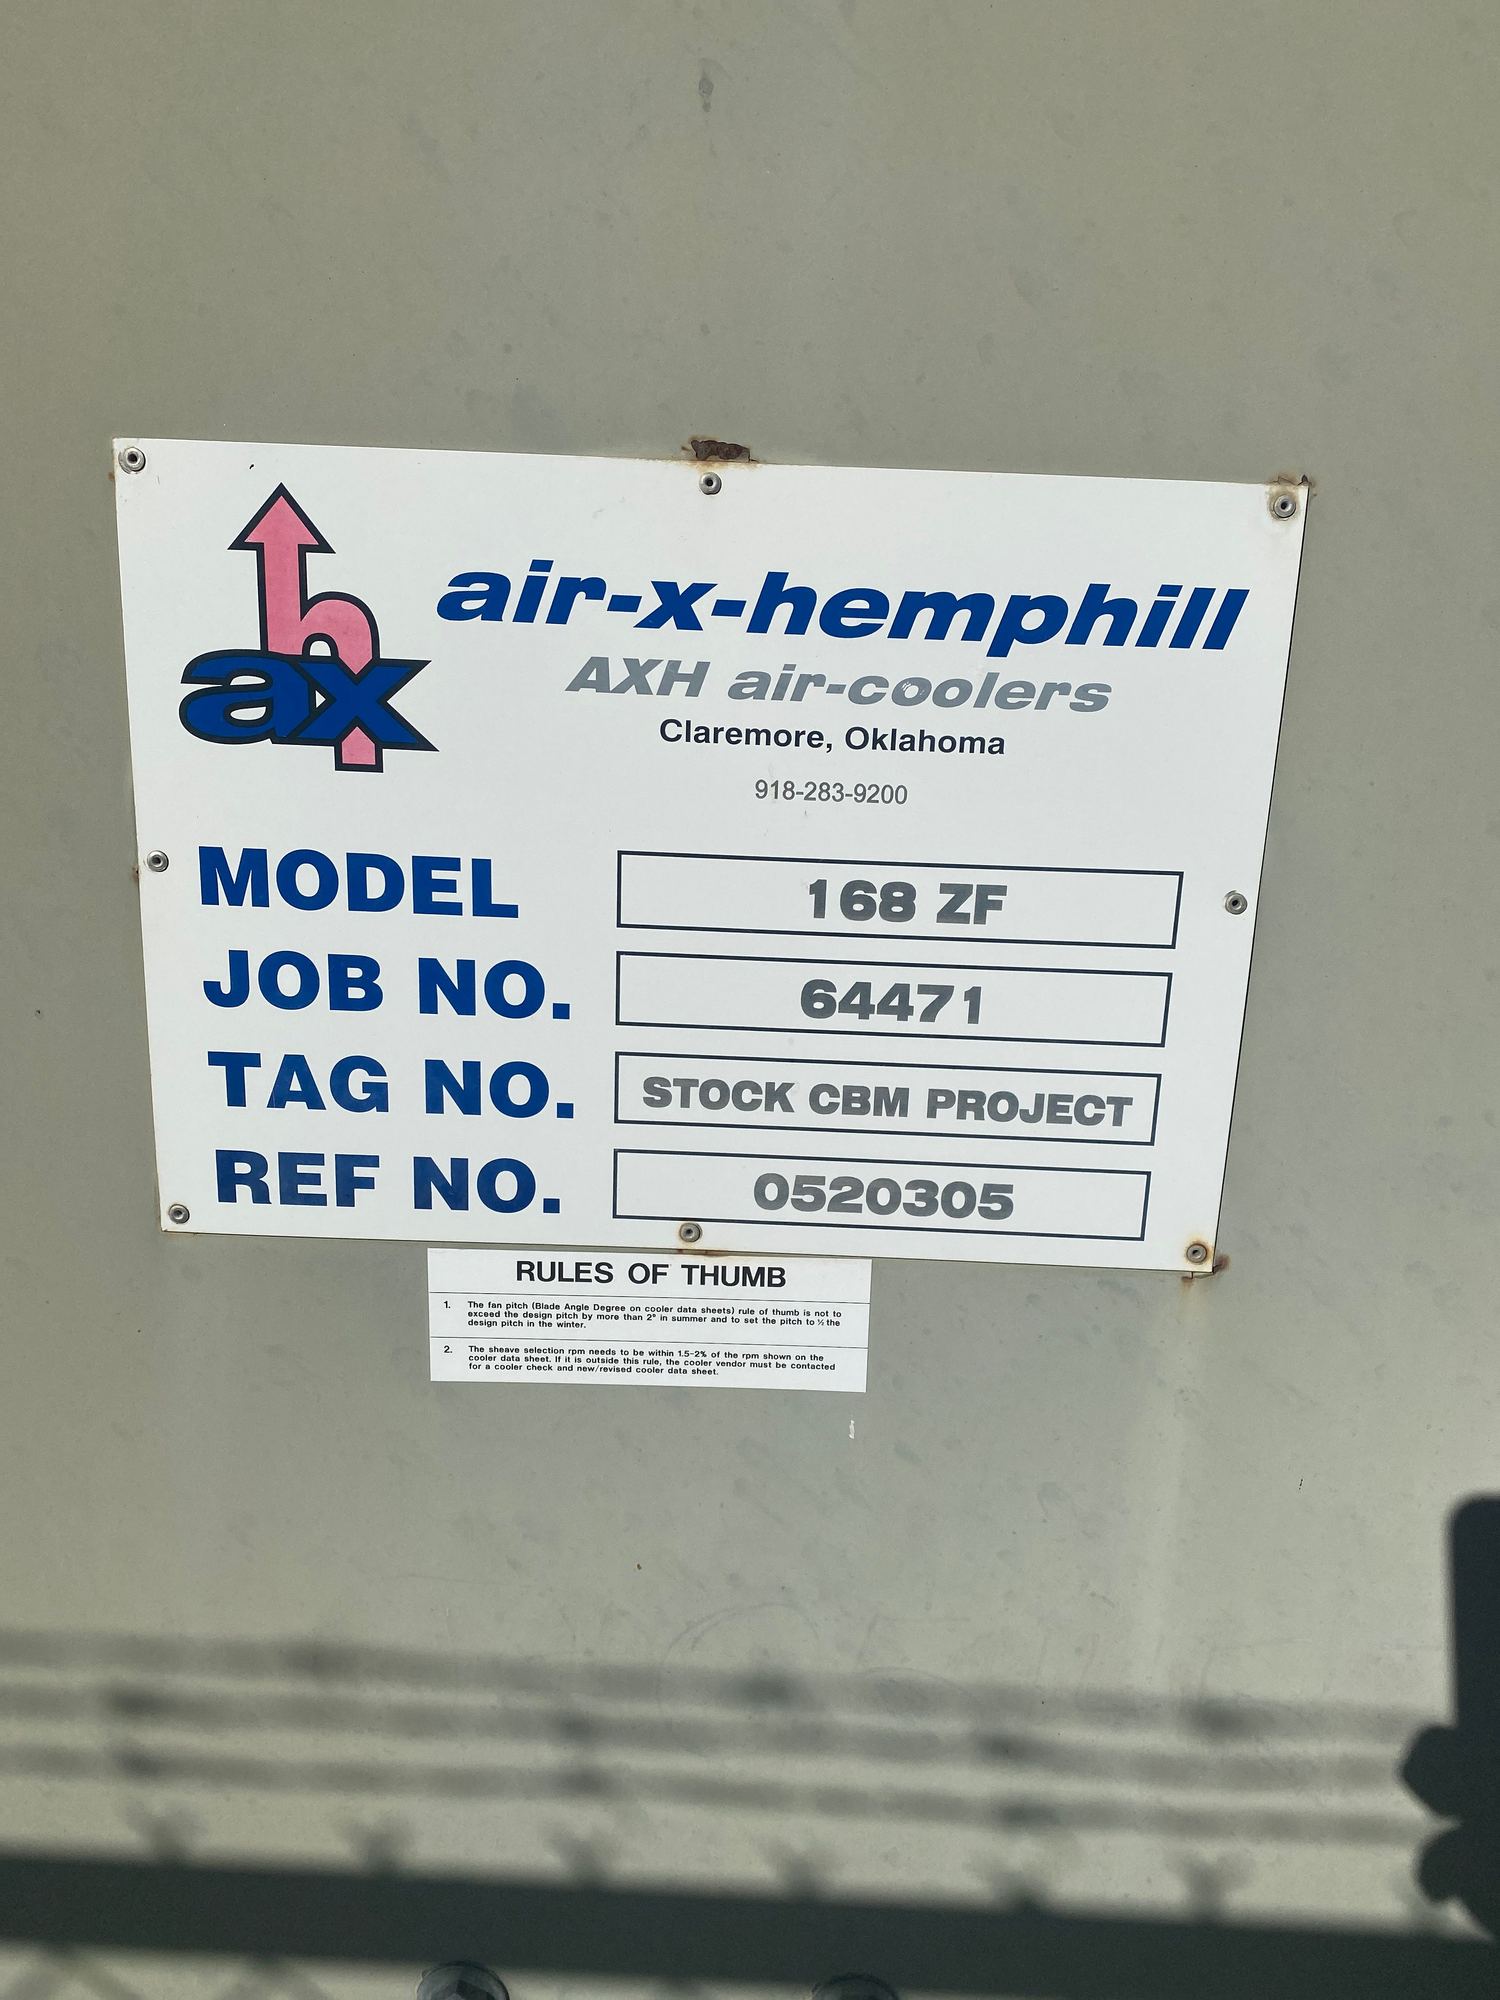 hax
air-x-hemphill
AXH air-coolers
Claremore, Oklahoma
918-283-9200
MODEL 168 ZF
JOB NO. 64471
TAG NO. STOCK CBM PROJECT
REF NO. 0520305
RULES OF THUMB
1. The fan pitch (Blade Angle Degree on cooler data sheets) rule of thumb is not to
exceed the design pitch by more than 2° in summer and to set the pitch to ½ the
design pitch in the winter.
2. The sheave selection rpm needs to be within 1.5-2% of the rpm shown on the
cooler data sheet. If it is outside this rule, the cooler vendor must be contacted
for a cooler check and new/revised cooler data sheet.